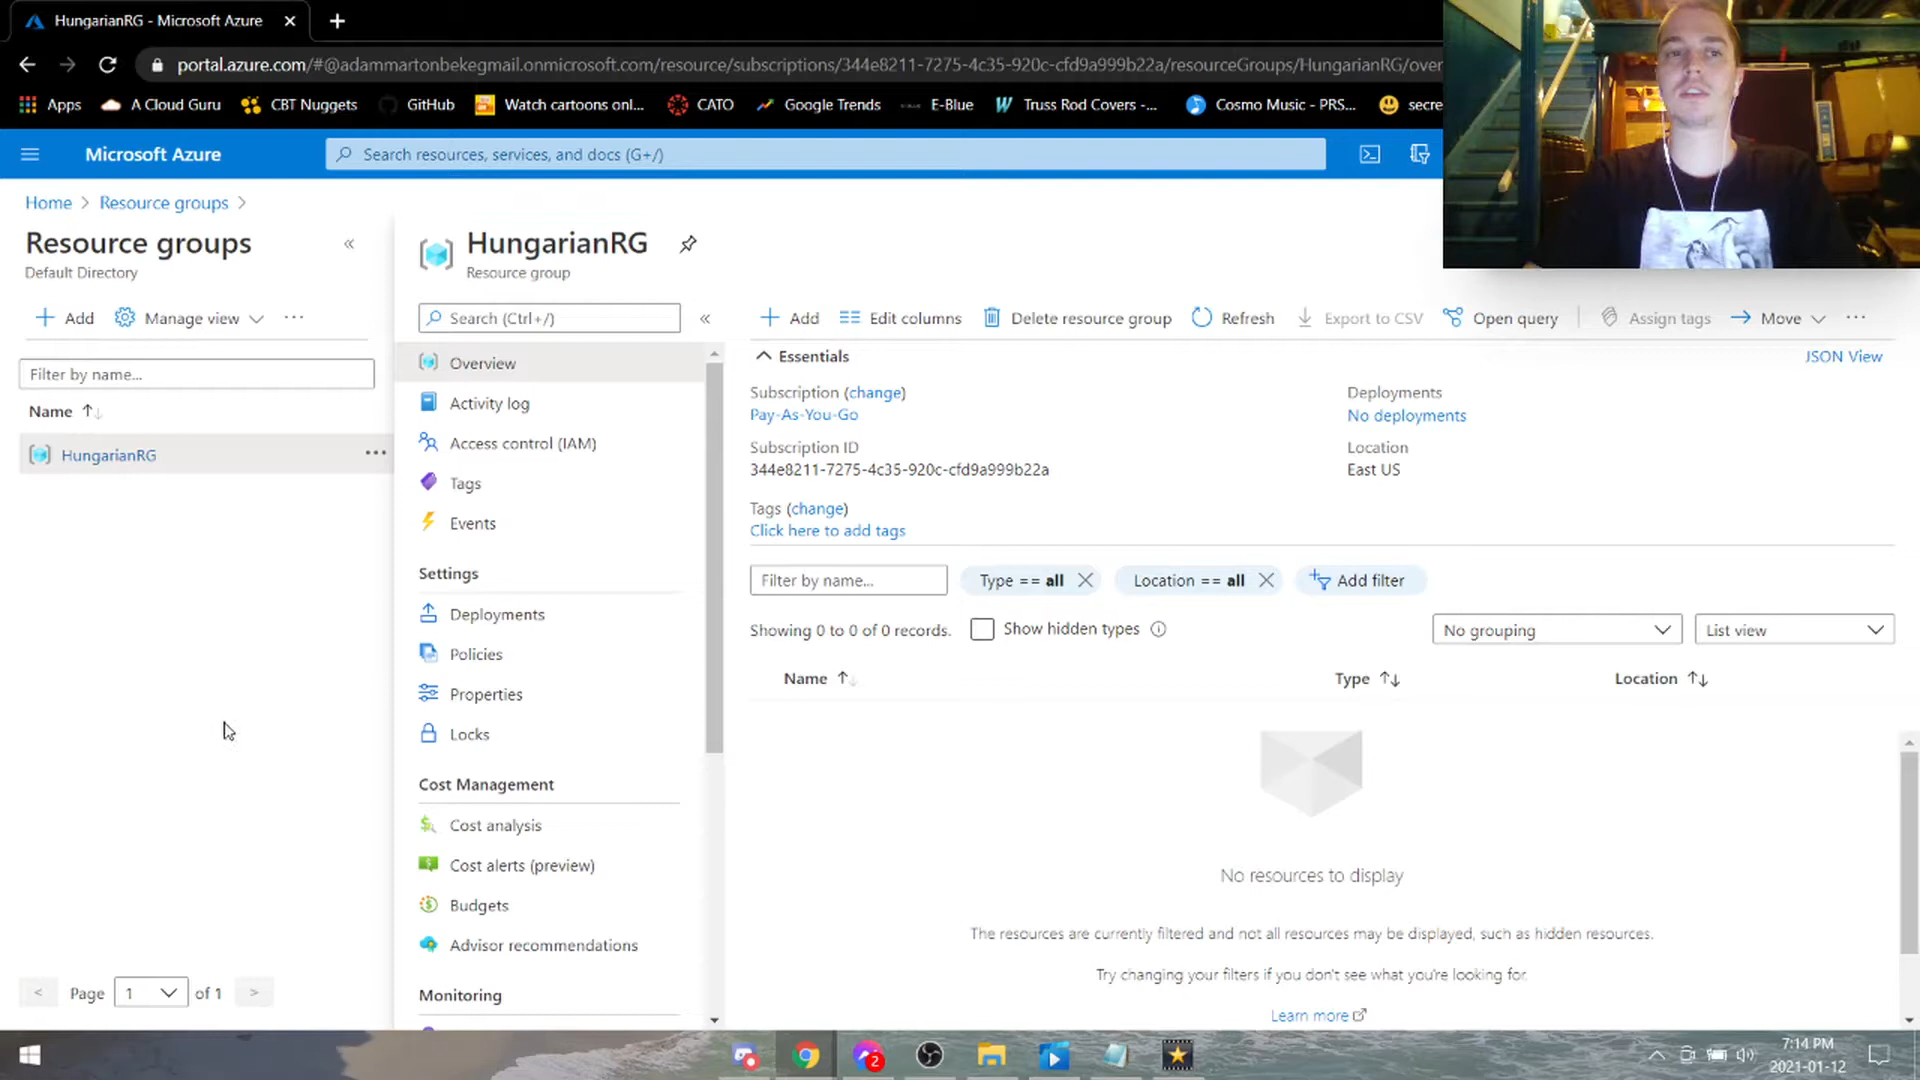 HungarianRG - Microsoft Azure
portal.azure.com/#@adammartonbekegmail.onmicrosoft.com/resource/subscriptions/344e8211-7275-4c35-920c-cfd9a999b22a/resourceGroups/HungarianRG/over
Apps A Cloud Guru CBT Nuggets GitHub Watch cartoons onl... CATO Google Trends E-Blue Truss Rod Covers -... Cosmo Music - PRS... secre
Microsoft Azure Search resources, services, and docs (G+/)
Home > Resource groups >
Resource groups
Default Directory
Add Manage view ...
Filter by name...
Name
HungarianRG ...
< Page 1 of 1 >
HungarianRG
Resource group
Search (Ctrl+/)
Overview
Activity log
Access control (IAM)
Tags
Events
Settings
Deployments
Policies
Properties
Locks
Cost Management
Cost analysis
Cost alerts (preview)
Budgets
Advisor recommendations
Monitoring
Add Edit columns Delete resource group Refresh Export to CSV Open query Assign tags Move ...
Essentials JSON View
Subscription (change) Deployments
Pay-As-You-Go No deployments
Subscription ID Location
344e8211-7275-4c35-920c-cfd9a999b22a East US
Tags (change)
Click here to add tags
Filter by name... Type == all Location == all Add filter
Showing 0 to 0 of 0 records. Show hidden types No grouping List view
Name Type Location
No resources to display
The resources are currently filtered and not all resources may be displayed, such as hidden resources.
Try changing your filters if you don't see what you're looking for.
Learn more
2
7:14 PM
2021-01-12